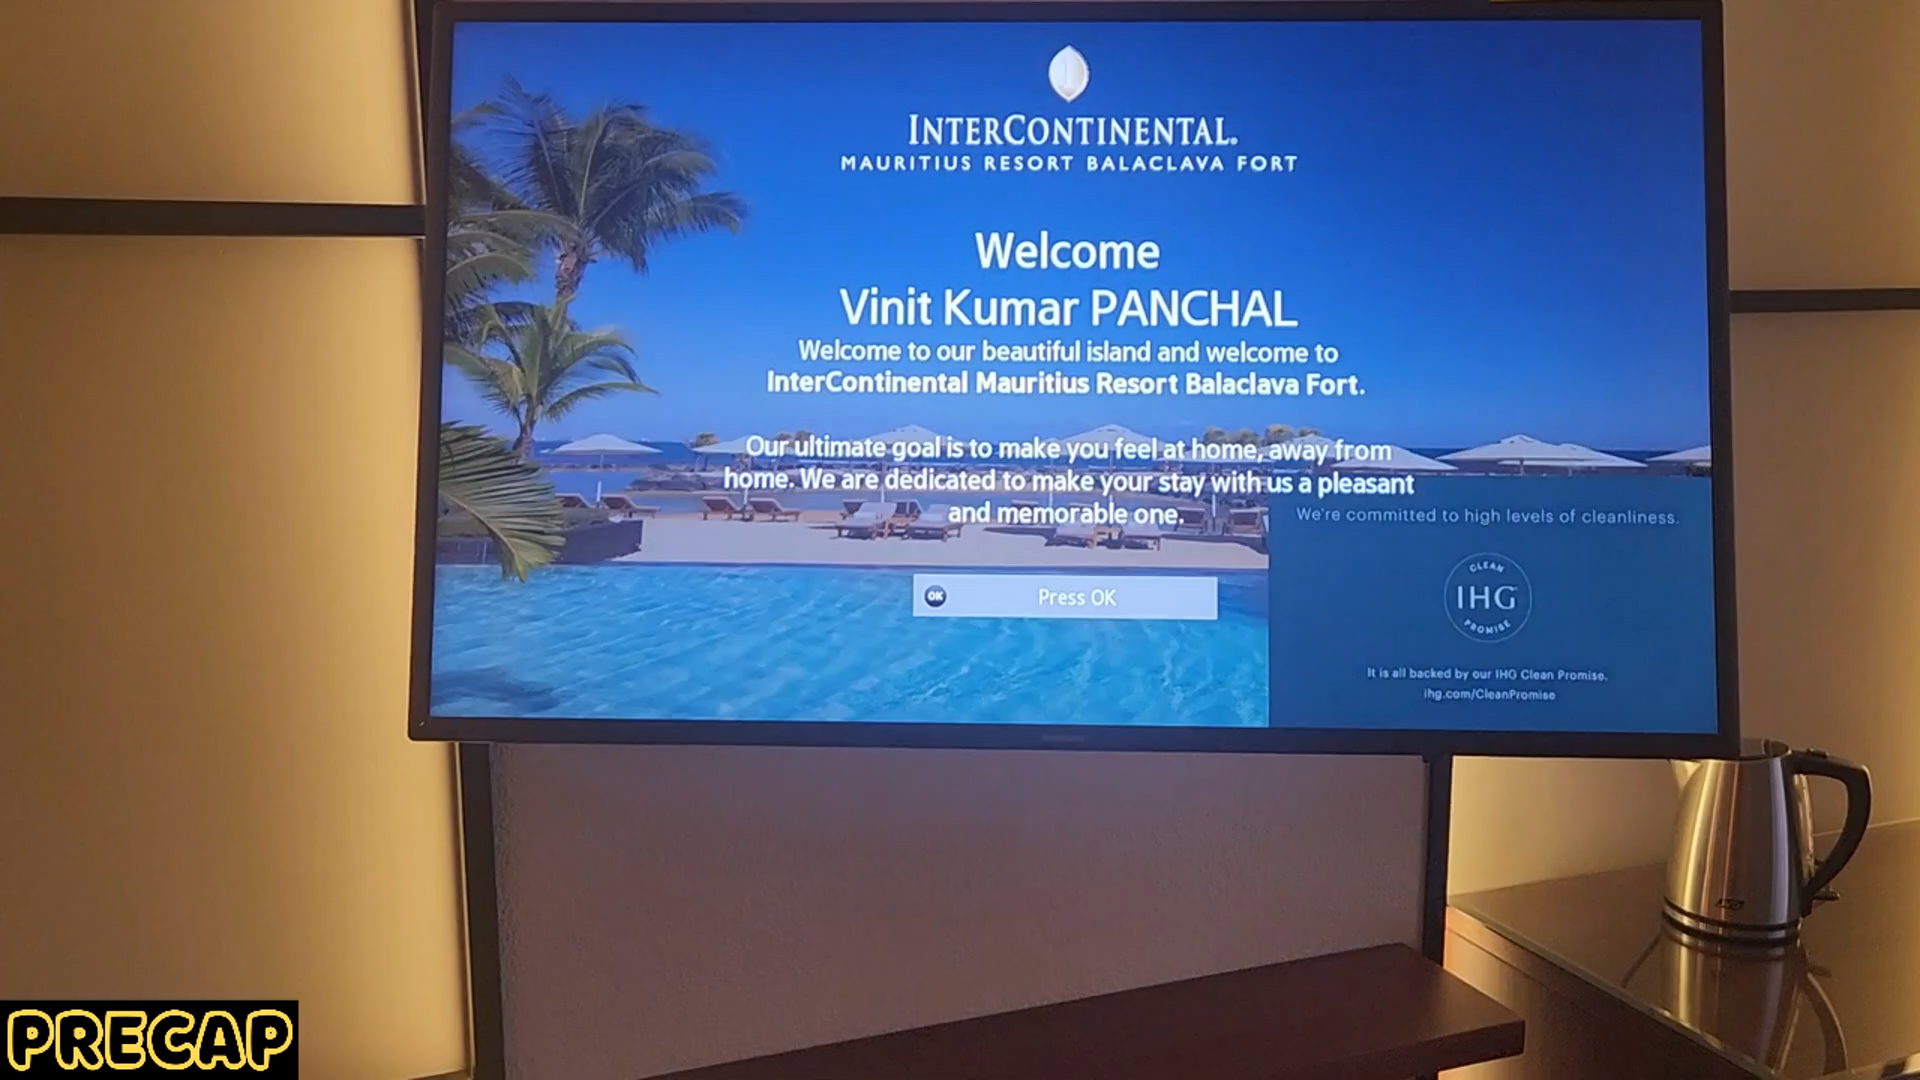 INTERCONTINENTAL.
MAURITIUS RESORT BALACLAVA FORT
Welcome
Vinit Kumar PANCHAL
Welcome to our beautiful island and welcome to
InterContinental Mauritius Resort Balaclava Fort.
Our ultimate goal is to make you feel at home, away from
home. We are dedicated to make your stay with us a pleasant
and memorable one.
OK Press OK
We're committed to high levels of cleanliness.
CLEAN
IHG
PROMISE
It is all backed by our IHG Clean Promise.
ihg.com/CleanPromise
PRECAP